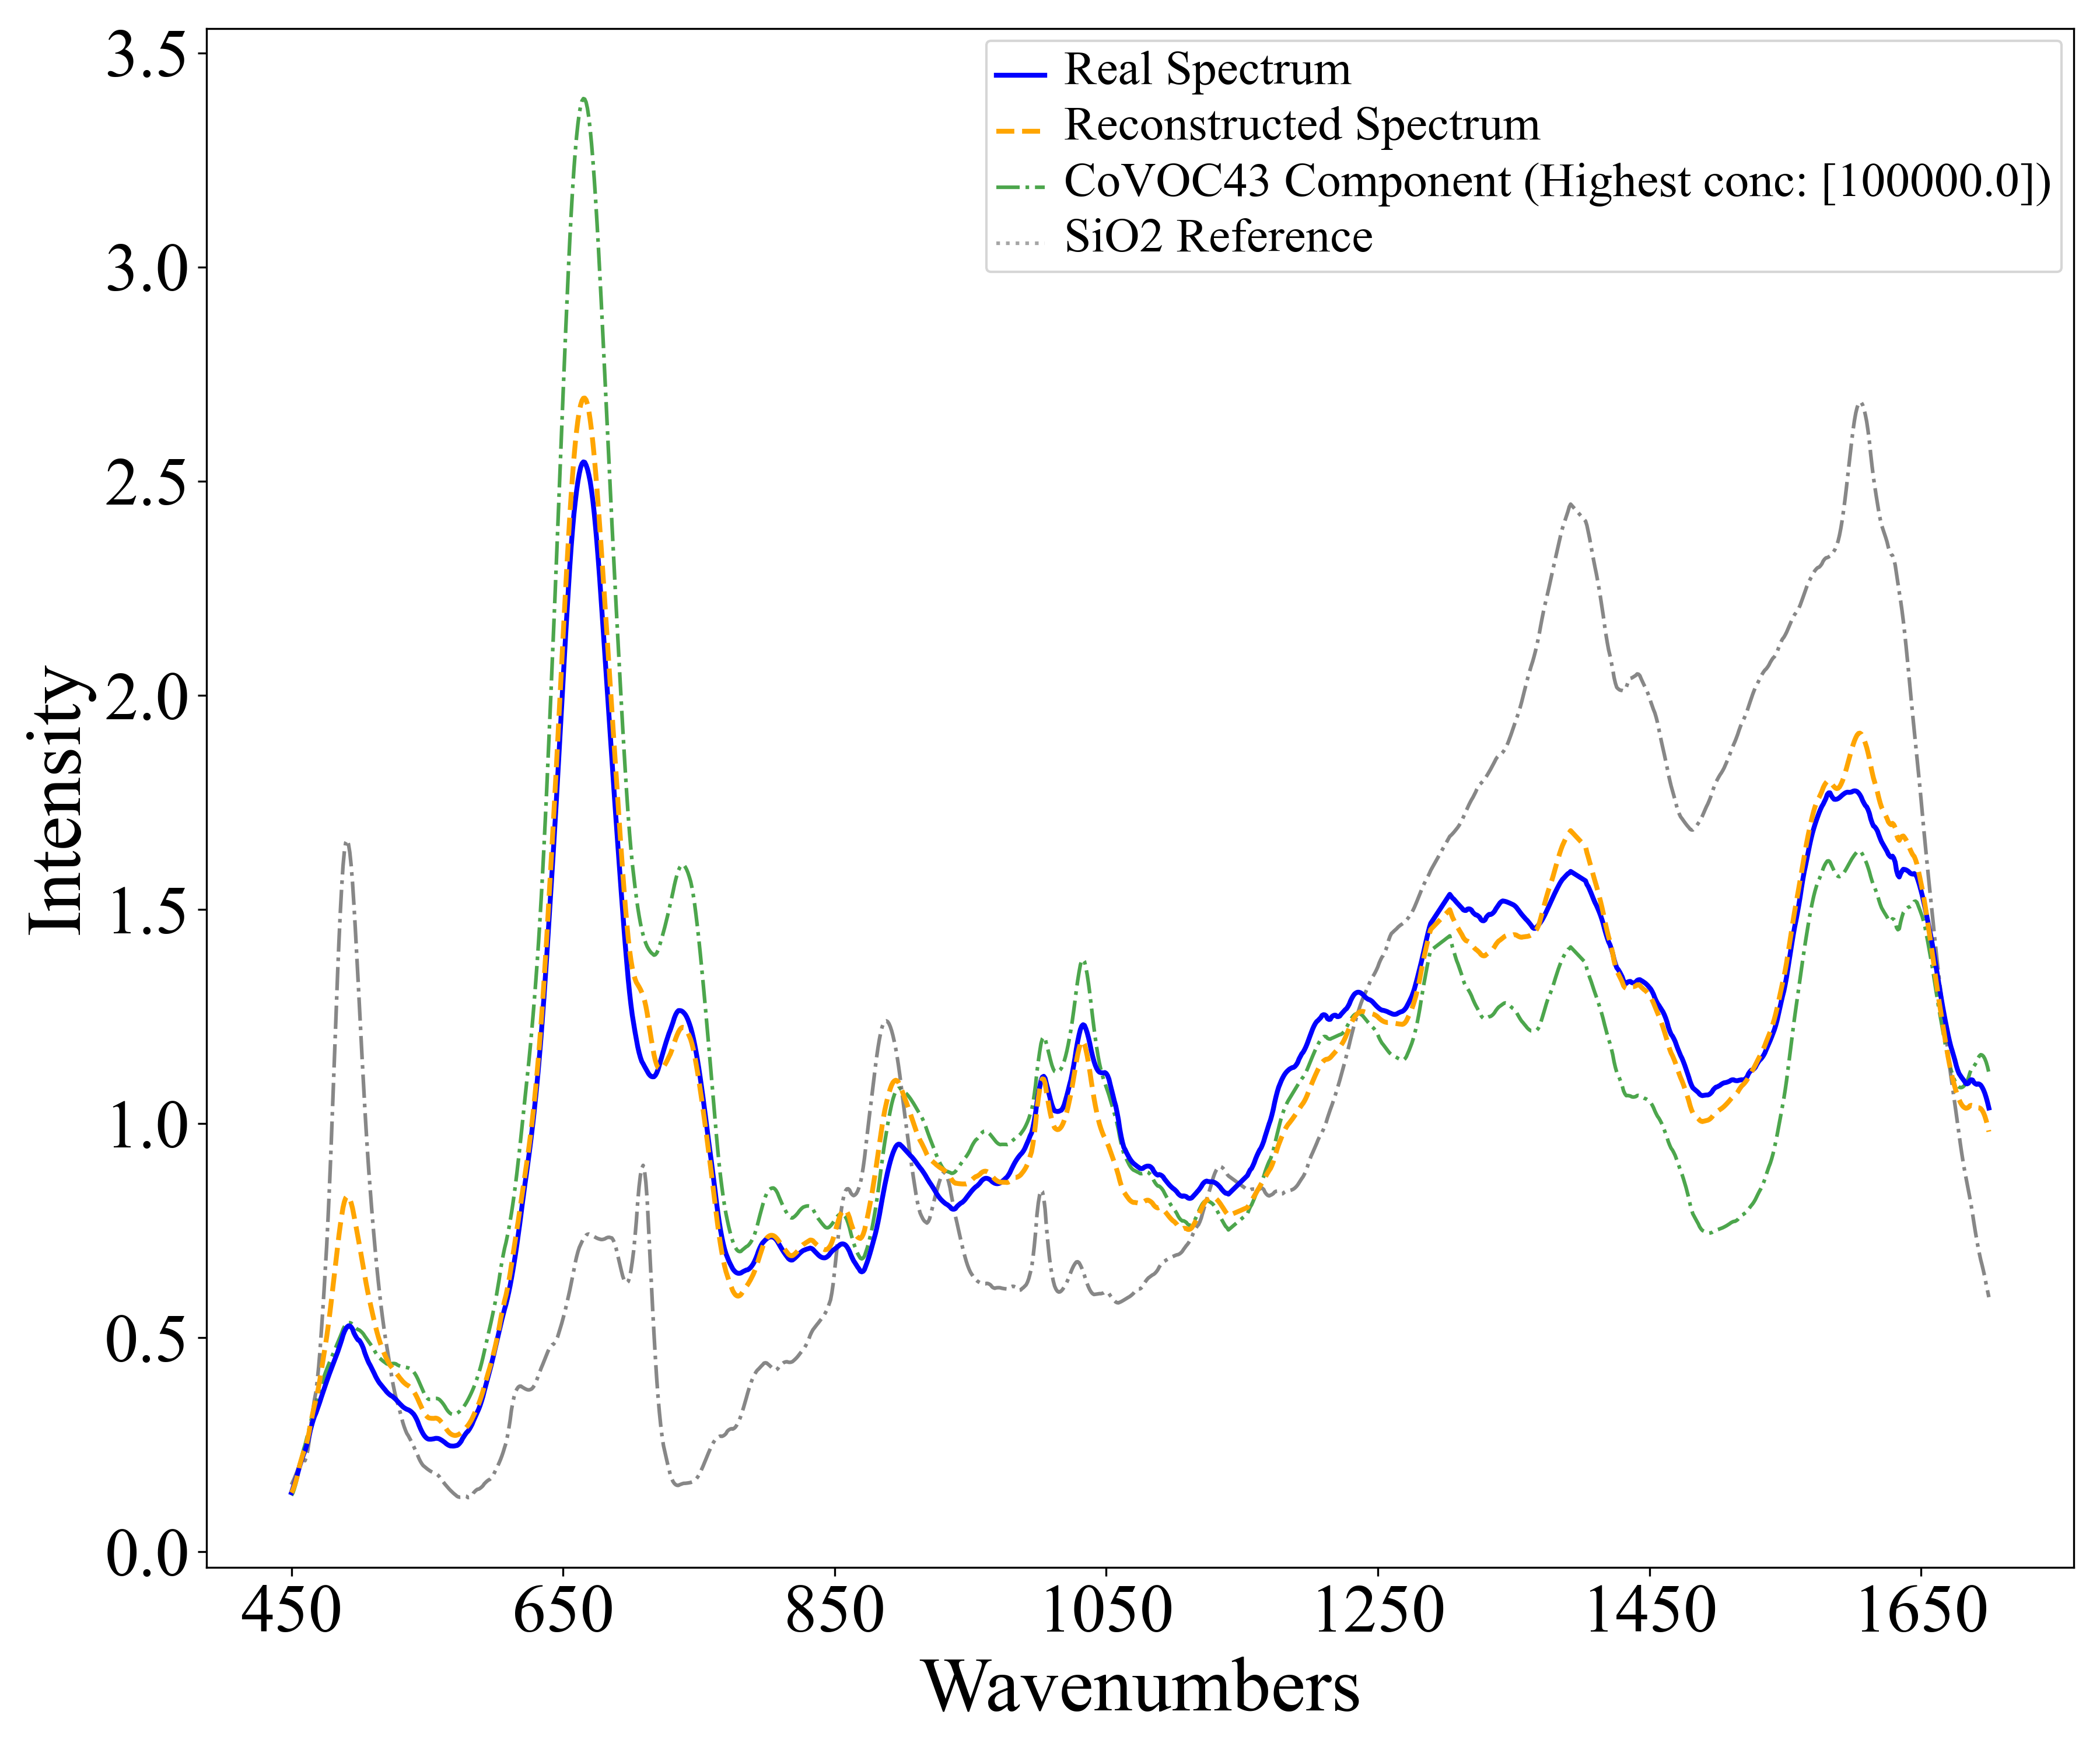 Real Spectrum
Reconstructed Spectrum
CoVOC43 Component (Highest conc: [100000.0])
SiO2 Reference
3.5
3.0
2.5
2.0
1.5
1.0
0.5
0.0
Intensity
450 650 850 1050 1250 1450 1650
Wavenumbers